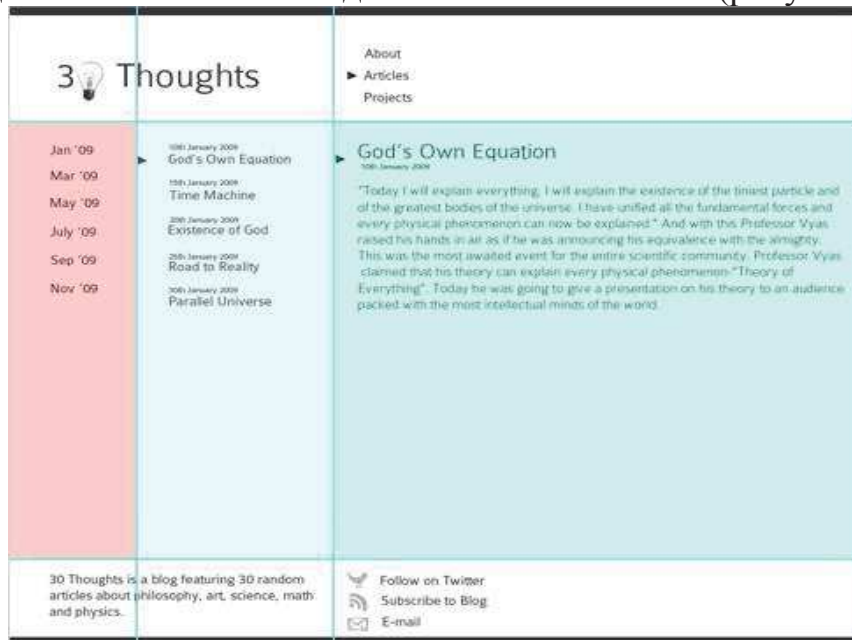 30 Thoughts
About
Articles
Projects
Jan '09
Mar '09
May '09
July '09
Sep '09
Nov '09
10th January 2009
God's Own Equation
15th January 2009
Time Machine
20th January 2009
Existence of God
25th January 2009
Road to Reality
30th January 2009
Parallel Universe
God's Own Equation
10th January 2009
"Today I will explain everything, I will explain the existence of the tiniest particle and
of the greatest bodies of the universe. I have unified all the fundamental forces and
every physical phenomenon can now be explained." And with this Professor Vyas
raised his hands in air as if he was announcing his equivalence with the almighty.
This was the most awaited event for the entire scientific community. Professor Vyas
claimed that his theory can explain every physical phenomenon-"Theory of
Everything". Today he was going to give a presentation on his theory to an audience
packed with the most intellectual minds of the world.
30 Thoughts is a blog featuring 30 random
articles about philosophy, art, science, math
and physics.
Follow on Twitter
Subscribe to Blog
E-mail